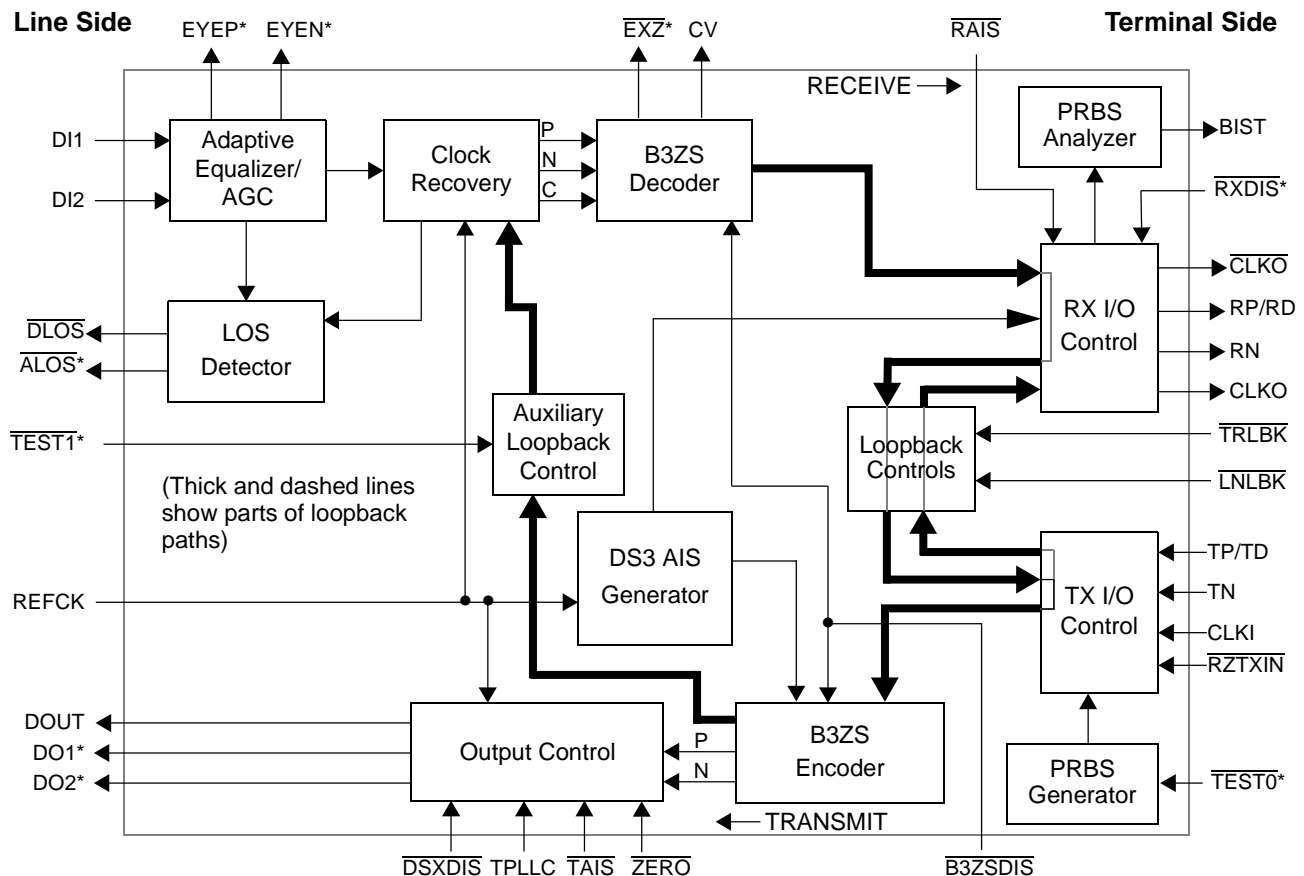 Line Side
Terminal Side
EYEP*
EYEN*
EXZ*
CV
RAIS
RECEIVE
PRBS
Analyzer
BIST
DI1
DI2
Adaptive
Equalizer/
AGC
Clock
Recovery
P
N
C
B3ZS
Decoder
RXDIS*
CLKO
RP/RD
RN
CLKO
RX I/O
Control
DLOS
ALOS*
LOS
Detector
TEST1*
Auxiliary
Loopback
Control
Loopback
Controls
TRLBK
LNLBK
(Thick and dashed lines
show parts of loopback
paths)
DS3 AIS
Generator
REFCK
TX I/O
Control
TP/TD
TN
CLKI
RZTXIN
DOUT
DO1*
DO2*
Output Control
P
N
B3ZS
Encoder
PRBS
Generator
TEST0*
TRANSMIT
DSXDIS
TPLLC
TAIS
ZERO
B3ZSDIS